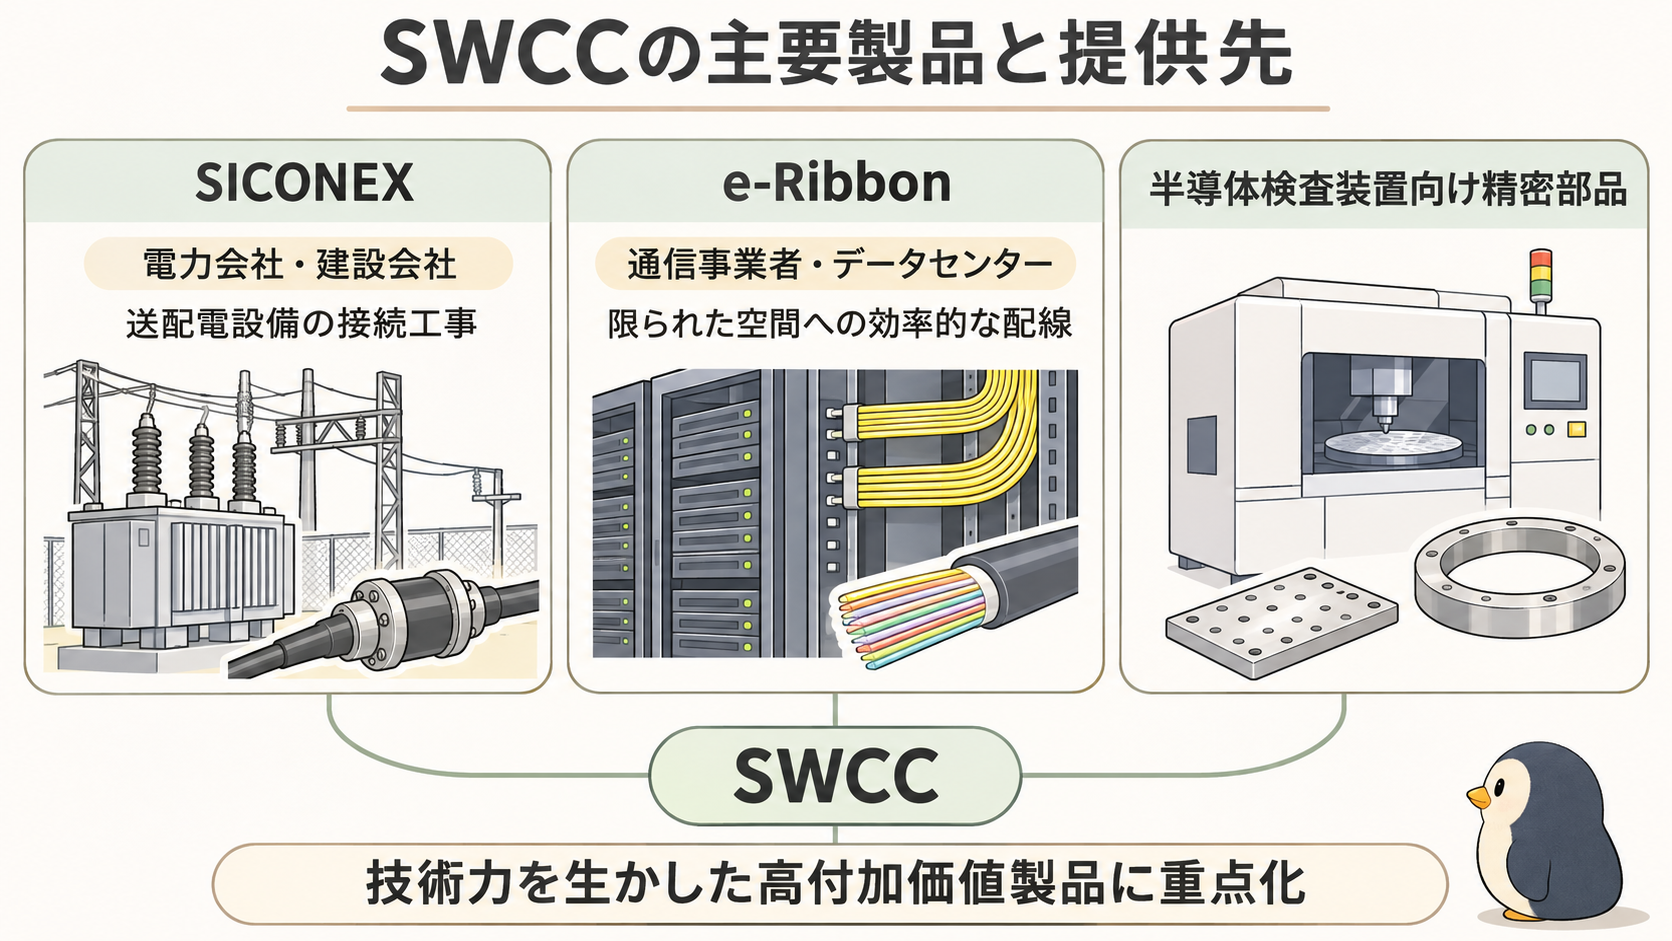 SWCCの主要製品と提供先
SICONEX
電力会社・建設会社
送配電設備の接続工事
e-Ribbon
通信事業者・データセンター
限られた空間への効率的な配線
半導体検査装置向け精密部品
SWCC
技術力を生かした高付加価値製品に重点化